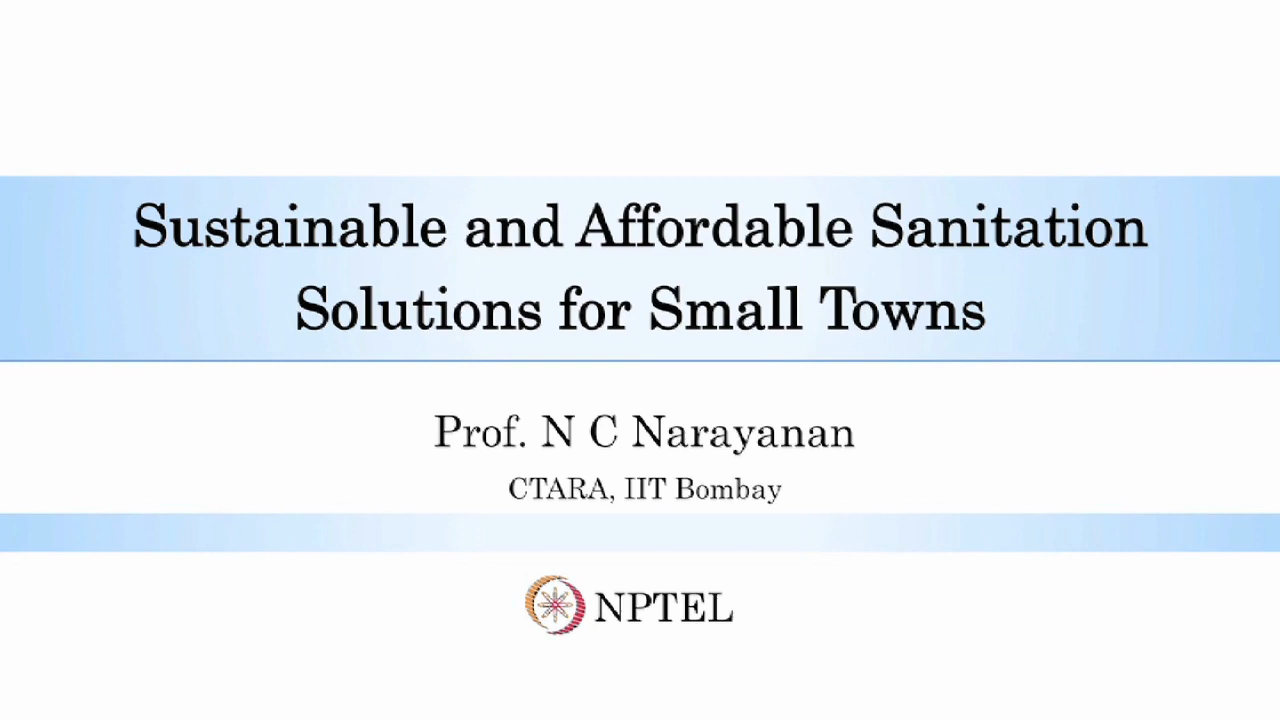 Sustainable and Affordable Sanitation
Solutions for Small Towns
Prof. N C Narayanan
CTARA, IIT Bombay
NPTEL